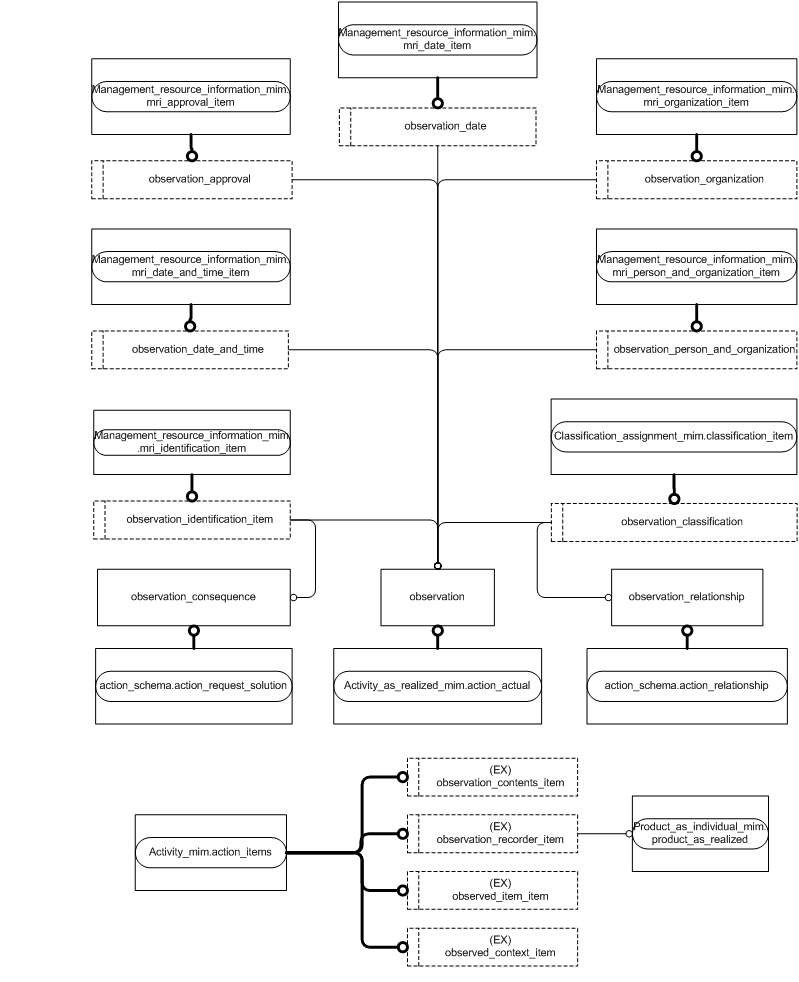 Management_resource_information_mim.
mri_date_item
Management_resource_information_mim.
mri_approval_item
Management_resource_information_mim.
mri_organization_item
observation_date
observation_approval
observation_organization
Management_resource_information_mim.
mri_date_and_time_item
Management_resource_information_mim.
mri_person_and_organization_item
observation_date_and_time
observation_person_and_organization
Management_resource_information_mim
.mri_identification_item
Classification_assignment_mim.classification_item
observation_identification_item
observation_classification
observation_consequence
observation
observation_relationship
action_schema.action_request_solution
Activity_as_realized_mim.action_actual
action_schema.action_relationship
(EX)
observation_contents_item
(EX)
observation_recorder_item
Product_as_individual_mim.
product_as_realized
Activity_mim.action_items
(EX)
observed_item_item
(EX)
observed_context_item